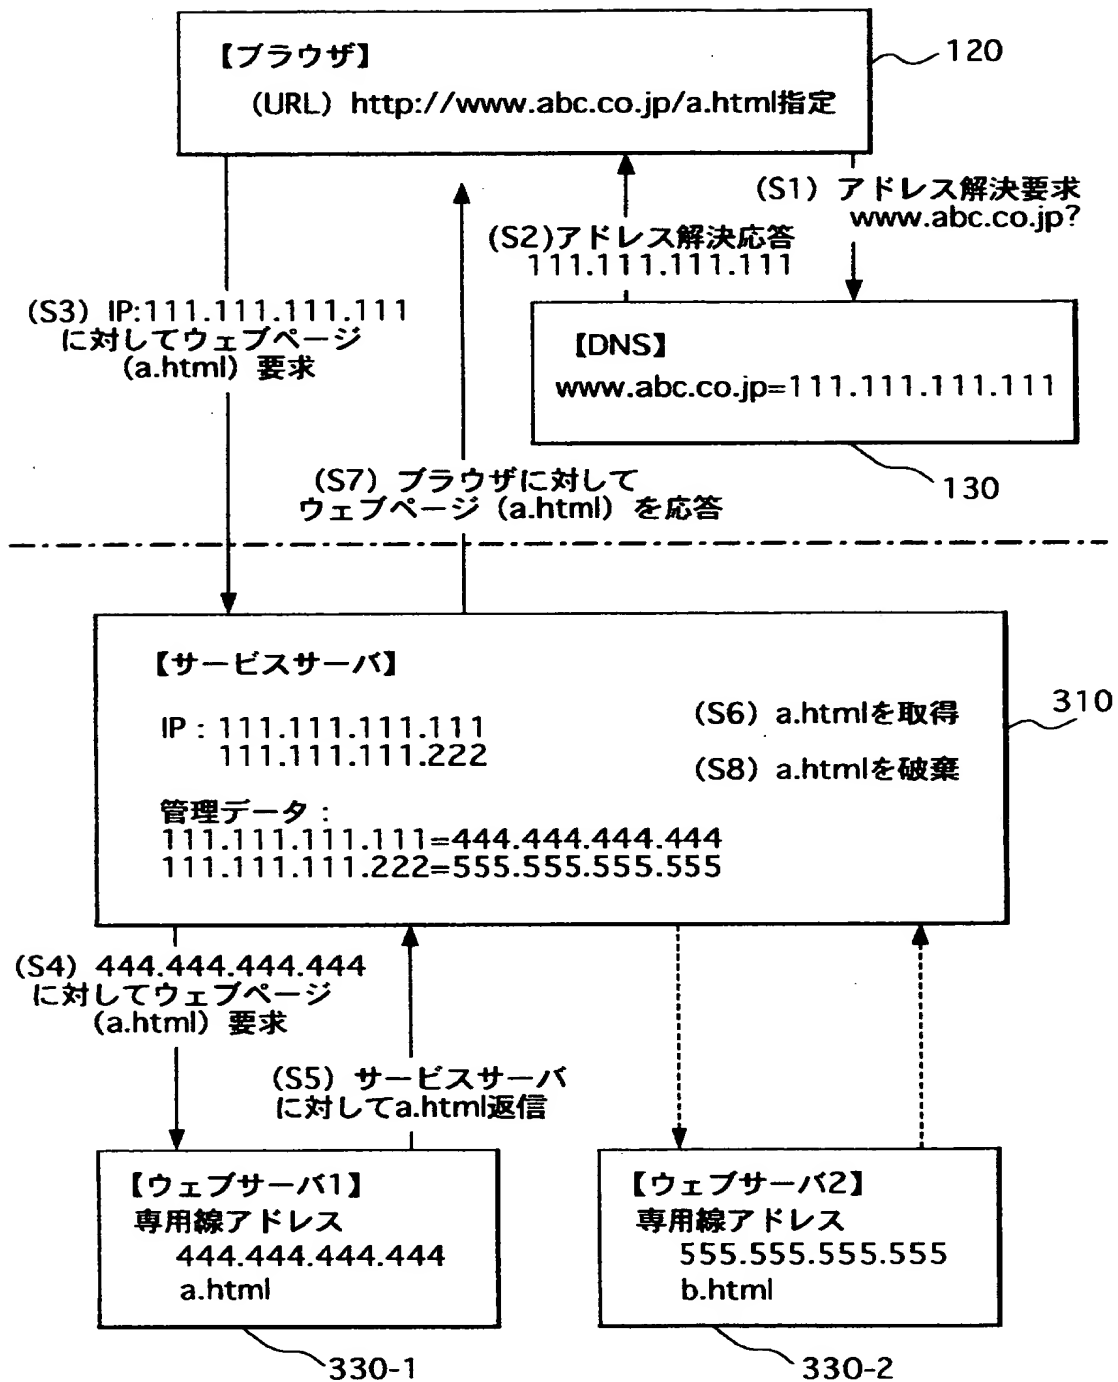 【ブラウザ】
120
(URL) http://www.abc.co.jp/a.html指定
(S1) アドレス解決要求
www.abc.co.jp?
(S2)アドレス解決応答
111.111.111.111
(S3) IP:111.111.111.111
に対してウェブページ
(a.html) 要求
【DNS】
www.abc.co.jp=111.111.111.111
130
(S7) ブラウザに対して
ウェブページ (a.html) を応答
【サービスサーバ】
310
IP : 111.111.111.111
111.111.111.222
(S6) a.htmlを取得
(S8) a.htmlを破棄
管理データ :
111.111.111.111=444.444.444.444
111.111.111.222=555.555.555.555
(S4) 444.444.444.444
に対してウェブページ
(a.html) 要求
(S5) サービスサーバ
に対してa.html返信
【ウェブサーバ1】
専用線アドレス
444.444.444.444
a.html
330-1
【ウェブサーバ2】
専用線アドレス
555.555.555.555
b.html
330-2